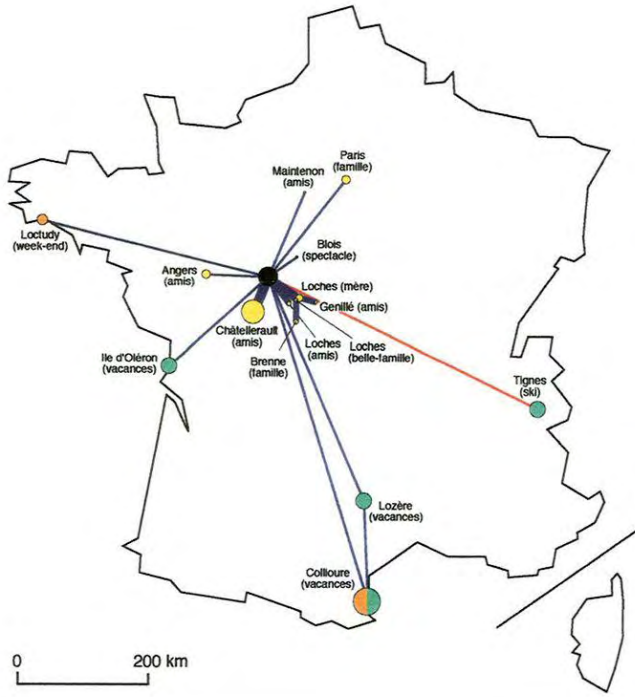 Paris
(famille)
Maintenon
(amis)
Loctudy
(week-end)
Blois
(spectacle)
Angers
(amis)
Loches (mère)
Genillé (amis)
Châtellerault
(amis)
Loches
(amis)
Loches
(belle-famille)
Brenne
(famille)
Ile d'Oléron
(vacances)
Tignes
(ski)
Lozère
(vacances)
Collioure
(vacances)
0 200 km